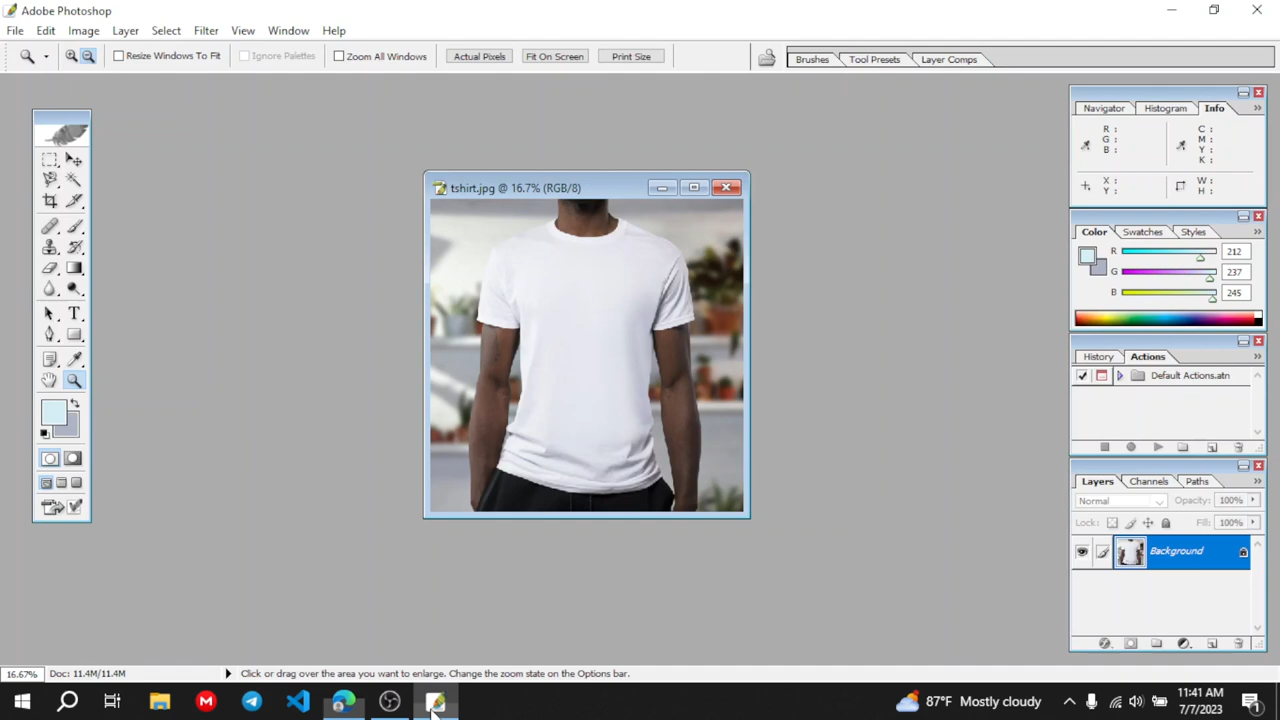 Adobe Photoshop
File Edit Image Layer Select Filter View Window Help
Resize Windows To Fit Ignore Palettes Zoom All Windows Actual Pixels Fit On Screen Print Size Brushes Tool Presets Layer Comps
Navigator Histogram Info
R : C :
G : M :
B : Y :
K :
X : W :
Y : H :
tshirt.jpg @ 16.7% (RGB/8)
Color Swatches Styles
R 212
G 237
B 245
T
History Actions
Default Actions.atn
Layers Channels Paths
Normal Opacity: 100%
Lock: Fill: 100%
Background
16.67% Doc: 11.4M/11.4M Click or drag over the area you want to enlarge. Change the zoom state on the Options bar.
M 87°F Mostly cloudy 11:41 AM
7/7/2023
1